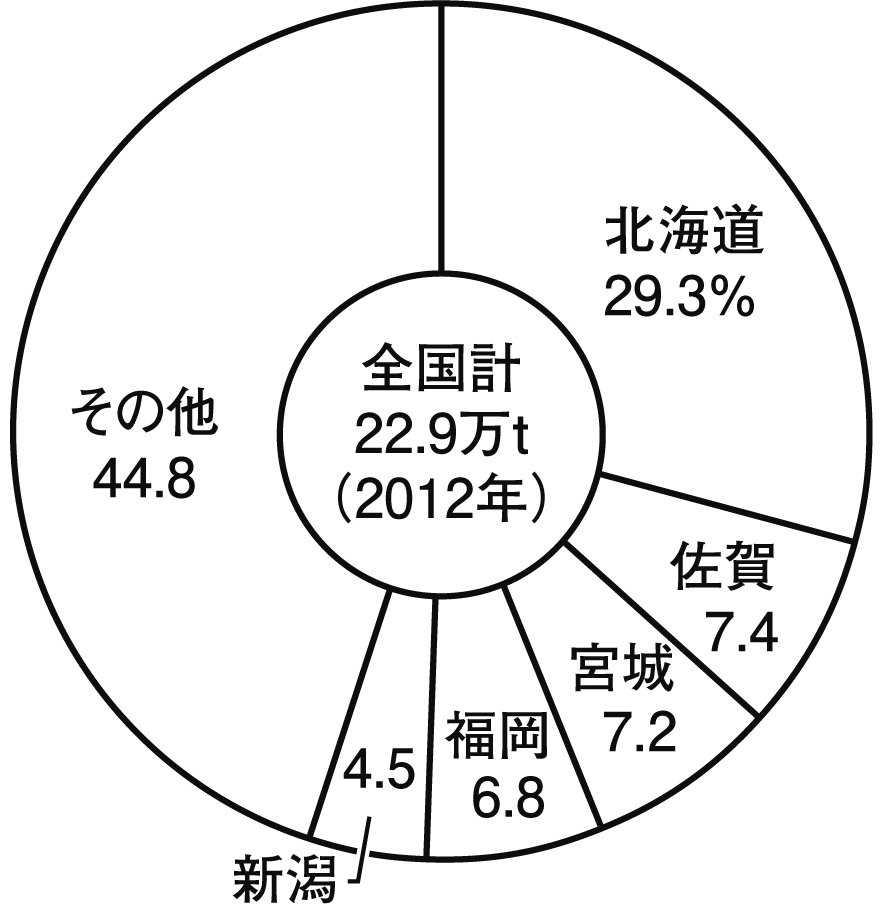 北海道
29.3%
佐賀
7.4
宮城
7.2
福岡
6.8
4.5
新潟
その他
44.8
全国計
22.9万t
（2012年）